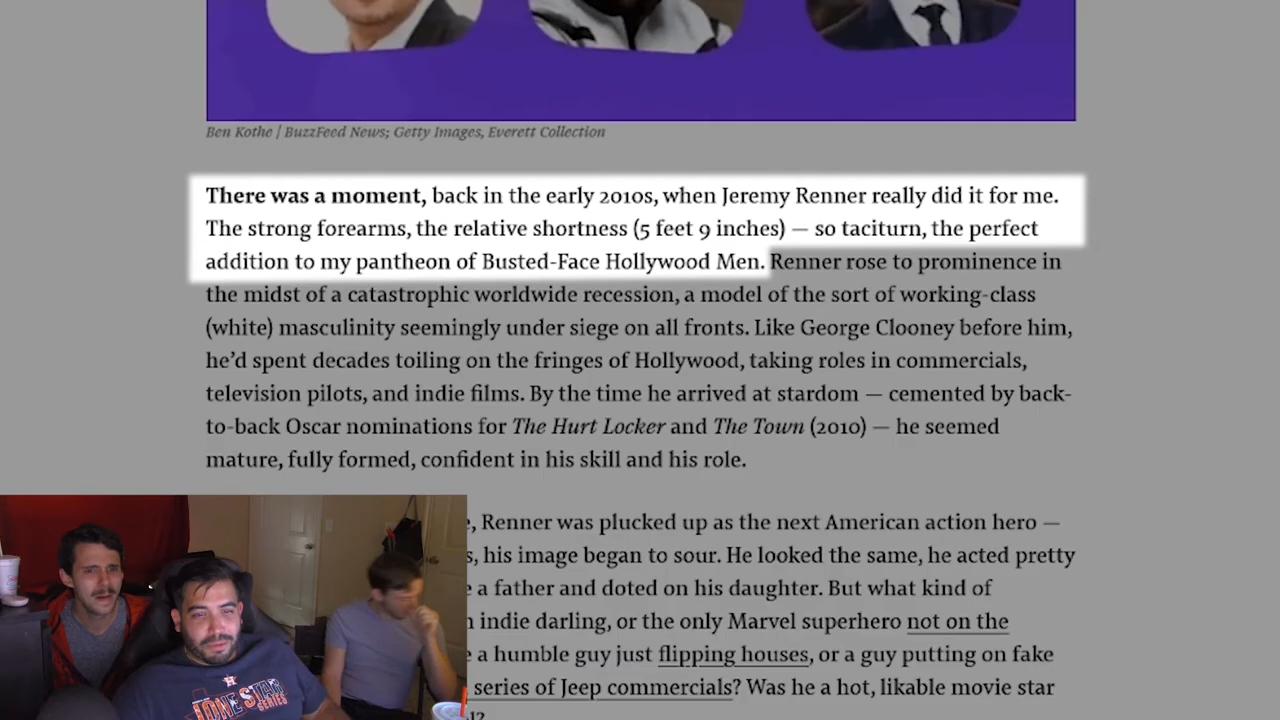 Ben Kothe | BuzzFeed News; Getty Images, Everett Collection
There was a moment, back in the early 2010s, when Jeremy Renner really did it for me.
The strong forearms, the relative shortness (5 feet 9 inches) — so taciturn, the perfect
addition to my pantheon of Busted-Face Hollywood Men. Renner rose to prominence in
the midst of a catastrophic worldwide recession, a model of the sort of working-class
(white) masculinity seemingly under siege on all fronts. Like George Clooney before him,
he’d spent decades toiling on the fringes of Hollywood, taking roles in commercials,
television pilots, and indie films. By the time he arrived at stardom — cemented by back-
to-back Oscar nominations for The Hurt Locker and The Town (2010) — he seemed
mature, fully formed, confident in his skill and his role.
, Renner was plucked up as the next American action hero —
s, his image began to sour. He looked the same, he acted pretty
e a father and doted on his daughter. But what kind of
indie darling, or the only Marvel superhero not on the
e a humble guy just flipping houses, or a guy putting on fake
series of Jeep commercials? Was he a hot, likable movie star
LONE STAR
SERIES